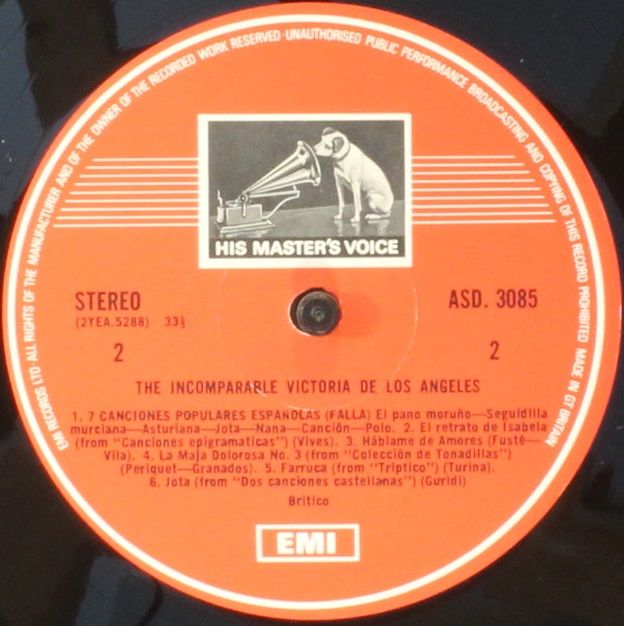 EMI RECORDS LTD · ALL RIGHTS OF THE MANUFACTURER AND OF THE OWNER OF THE RECORDED WORK RESERVED · UNAUTHORISED PUBLIC PERFORMANCE BROADCASTING AND COPYING OF THIS RECORD PROHIBITED MADE IN GT BRITAIN
HIS MASTER'S VOICE
STEREO
ASD. 3085
(2YEA.5288) 33⅓
2
2
THE INCOMPARABLE VICTORIA DE LOS ANGELES
1. 7 CANCIONES POPULARES ESPAÑOLAS (FALLA) El pano moruño—Seguidilla
murciana—Asturiana—Jota—Nana—Canción—Polo. 2. El retrato de Isabela
(from "Canciones epigramaticas") (Vives). 3. Háblame de Amores (Fusté—
Vila). 4. La Maja Dolorosa No. 3 (from "Colección de Tonadillas")
(Periquet—Granados). 5. Farruca (from "Triptico") (Turina).
6. Jota (from "Dos canciones castellanas") (Guridi)
Britico
EMI